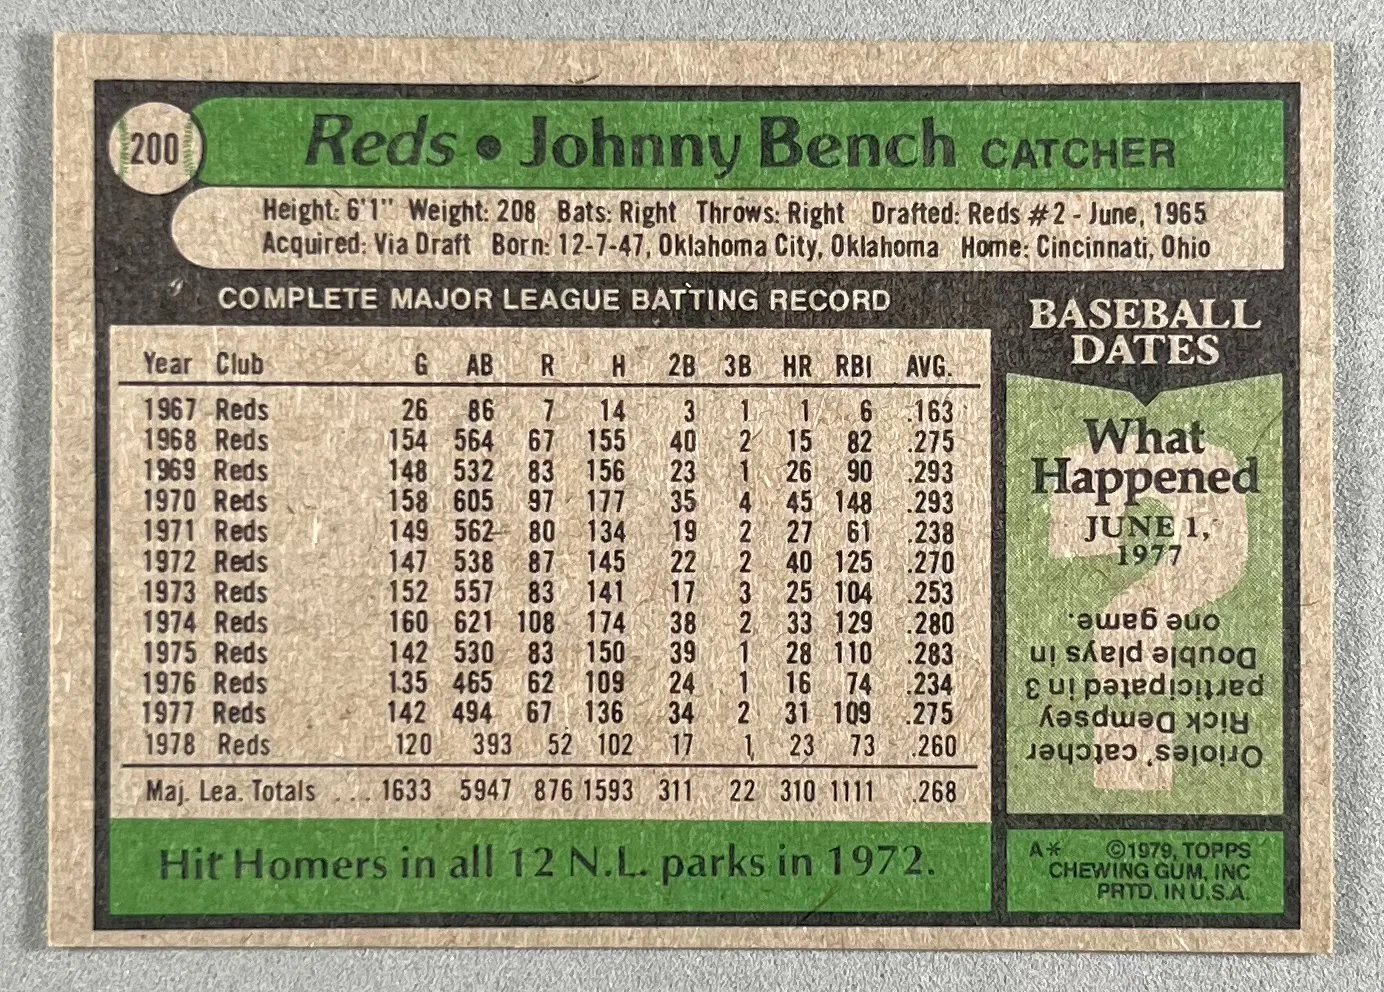 200
Reds • Johnny Bench CATCHER
Height: 6'1" Weight: 208 Bats: Right Throws: Right Drafted: Reds #2 - June, 1965
Acquired: Via Draft Born: 12-7-47, Oklahoma City, Oklahoma Home: Cincinnati, Ohio
COMPLETE MAJOR LEAGUE BATTING RECORD
Year Club G AB R H 2B 3B HR RBI AVG.
1967 Reds 26 86 7 14 3 1 1 6 .163
1968 Reds 154 564 67 155 40 2 15 82 .275
1969 Reds 148 532 83 156 23 1 26 90 .293
1970 Reds 158 605 97 177 35 4 45 148 .293
1971 Reds 149 562 80 134 19 2 27 61 .238
1972 Reds 147 538 87 145 22 2 40 125 .270
1973 Reds 152 557 83 141 17 3 25 104 .253
1974 Reds 160 621 108 174 38 2 33 129 .280
1975 Reds 142 530 83 150 39 1 28 110 .283
1976 Reds 135 465 62 109 24 1 16 74 .234
1977 Reds 142 494 67 136 34 2 31 109 .275
1978 Reds 120 393 52 102 17 1 23 73 .260
Maj. Lea. Totals ... 1633 5947 876 1593 311 22 310 1111 .268
Hit Homers in all 12 N.L. parks in 1972.
BASEBALL
DATES
What
Happened
JUNE 1,
1977
Orioles' catcher
Rick Dempsey
participated in 3
Double plays in
one game.
A* ©1979, TOPPS
CHEWING GUM, INC
PRTD. IN U.S.A.